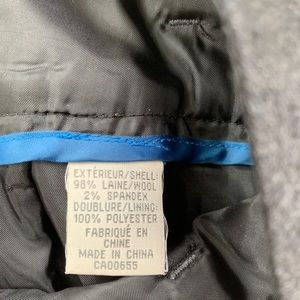 EXTÉRIEUR/SHELL:
98% LAINE/WOOL
2% SPANDEX
DOUBLURE/LINING:
100% POLYESTER
FABRIQUÉ EN
CHINE
MADE IN CHINA
CA00655